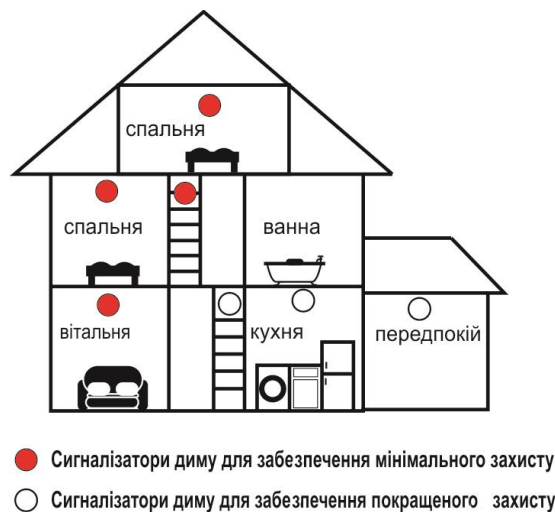 спальня
спальня
ванна
вітальня
кухня
передпокій
Сигналізатори диму для забезпечення мінімального захисту
Сигналізатори диму для забезпечення покращеного захисту